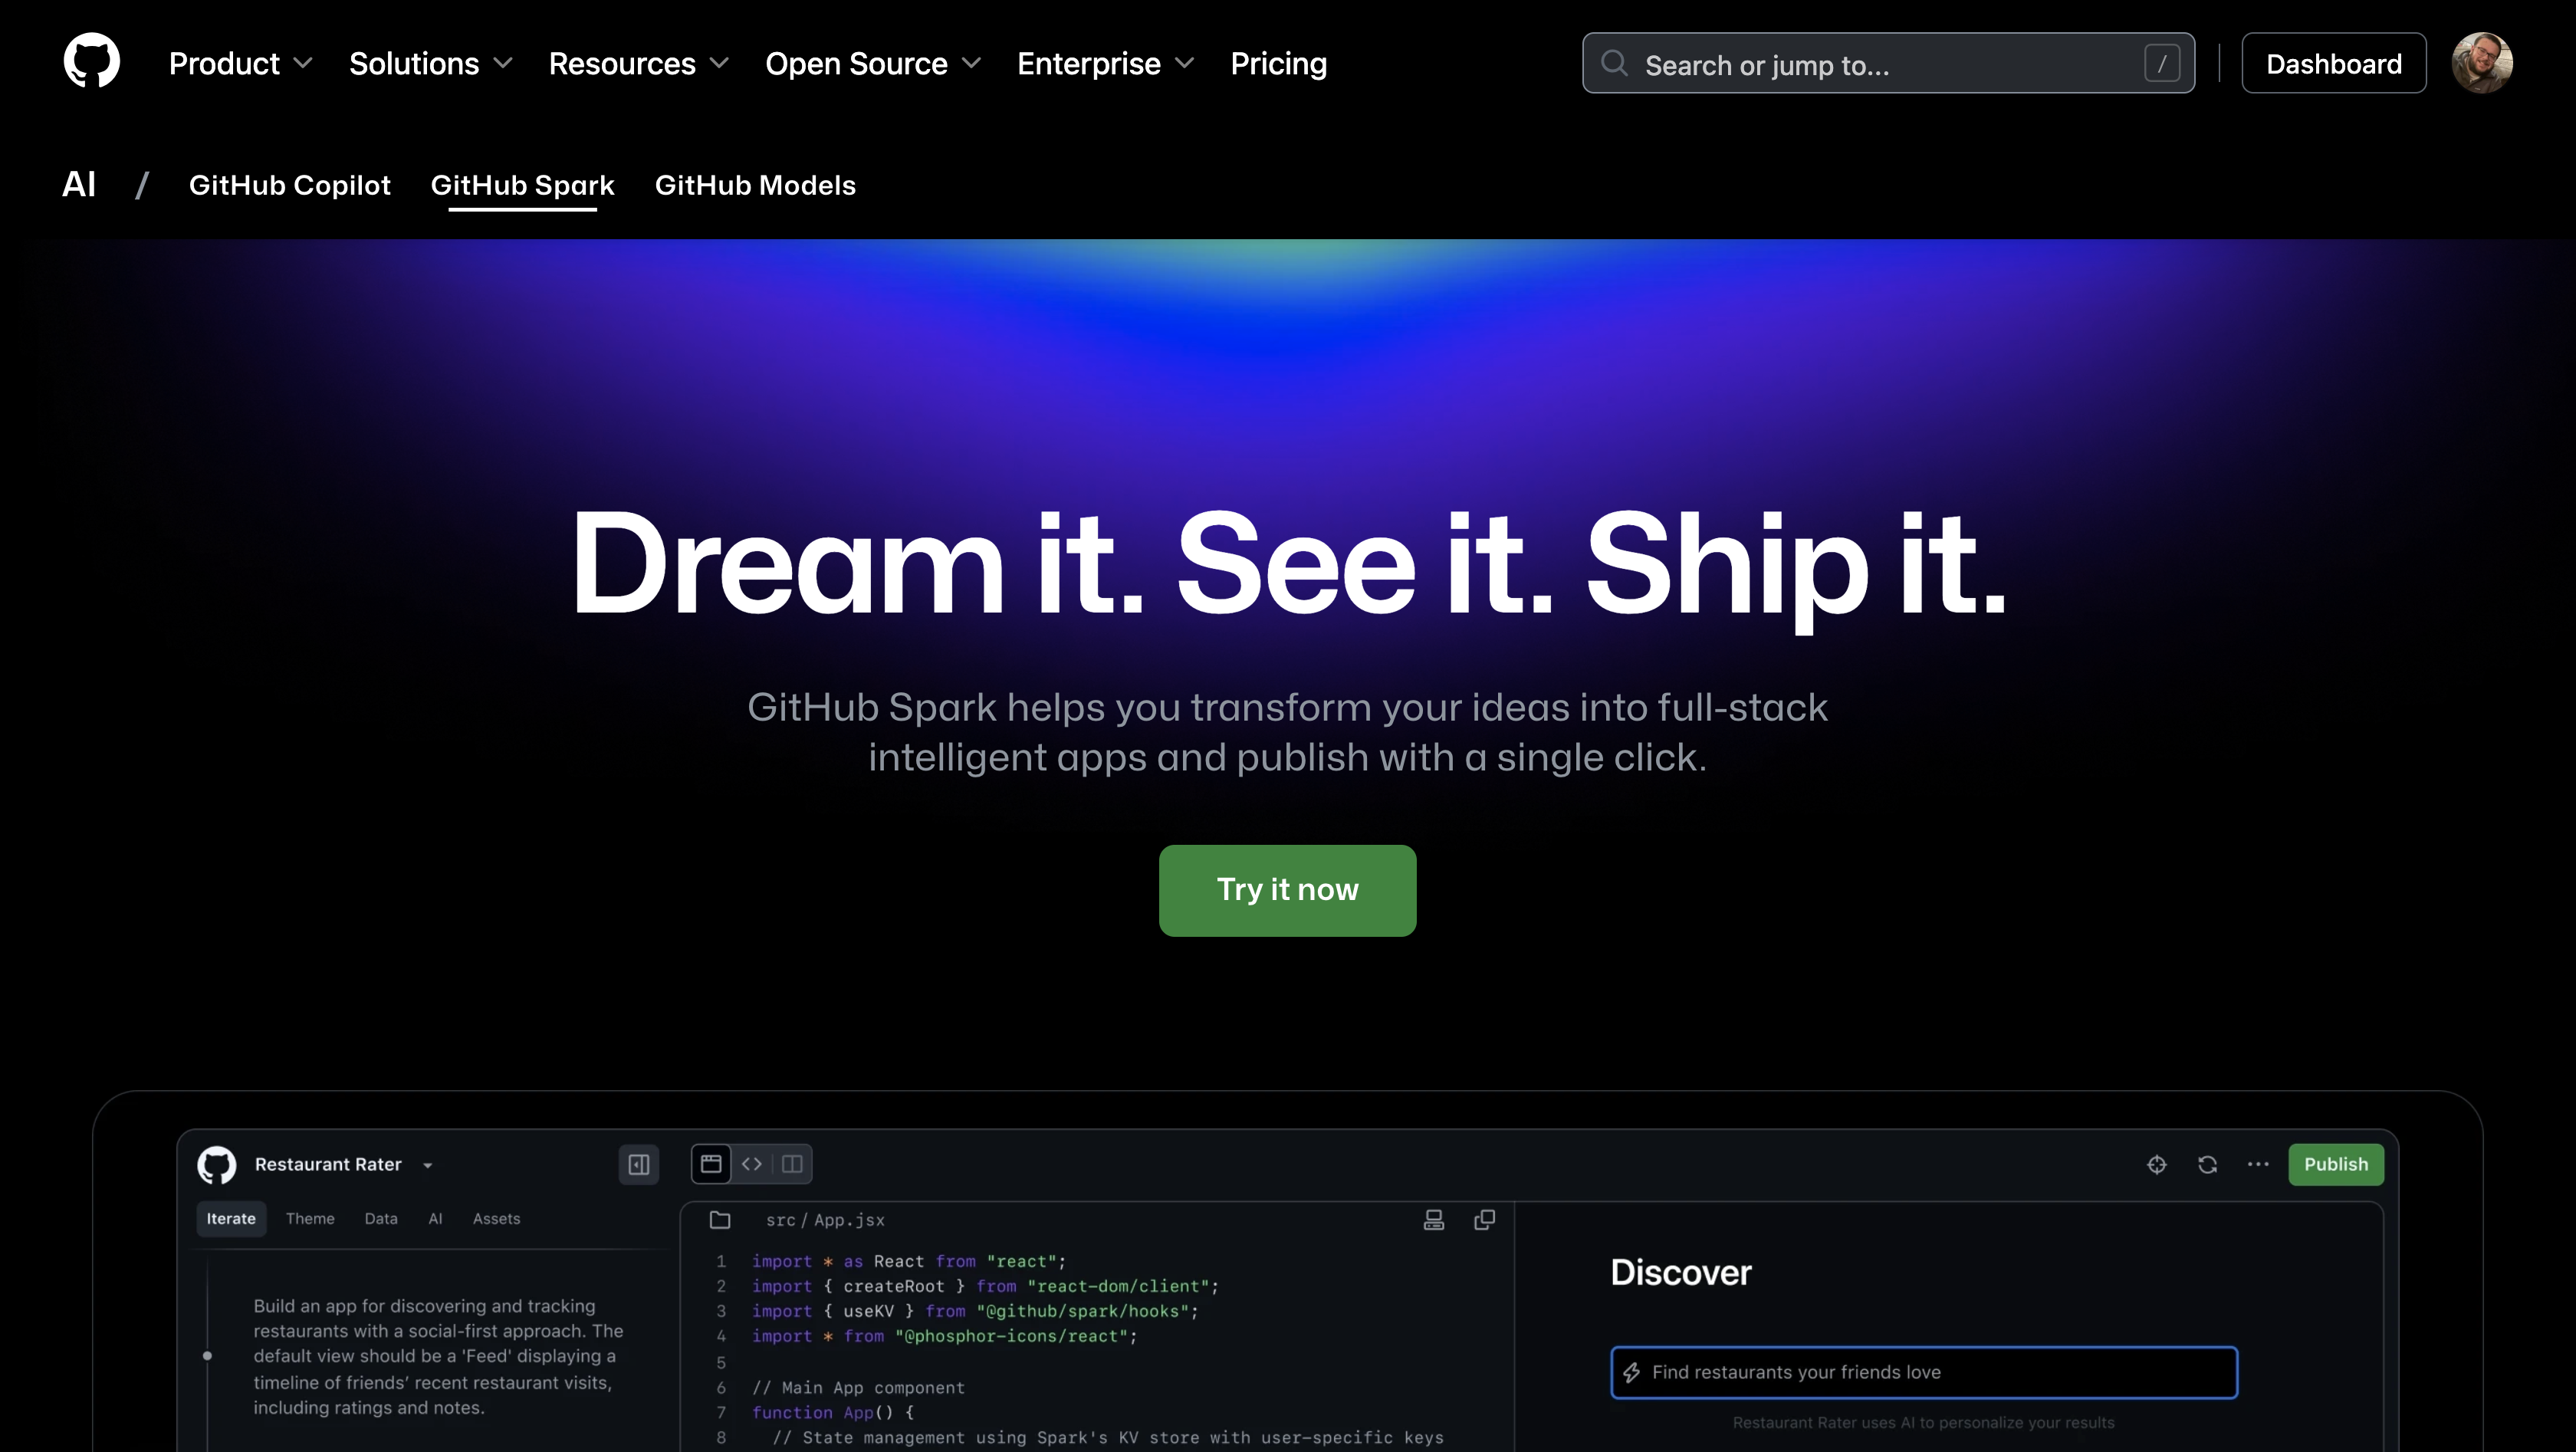 Product Solutions Resources Open Source Enterprise Pricing Search or jump to... / Dashboard
AI / GitHub Copilot GitHub Spark GitHub Models
Dream it. See it. Ship it.
GitHub Spark helps you transform your ideas into full-stack
intelligent apps and publish with a single click.
Try it now
Restaurant Rater
Publish
Iterate Theme Data AI Assets
Build an app for discovering and tracking
restaurants with a social-first approach. The
default view should be a 'Feed' displaying a
timeline of friends’ recent restaurant visits,
including ratings and notes.
src / App.jsx
1 import * as React from "react";
2 import { createRoot } from "react-dom/client";
3 import { useKV } from "@github/spark/hooks";
4 import * from "@phosphor-icons/react";
5
6 // Main App component
7 function App() {
8 // State management using Spark's KV store with user-specific keys
Discover
Find restaurants your friends love
Restaurant Rater uses AI to personalize your results